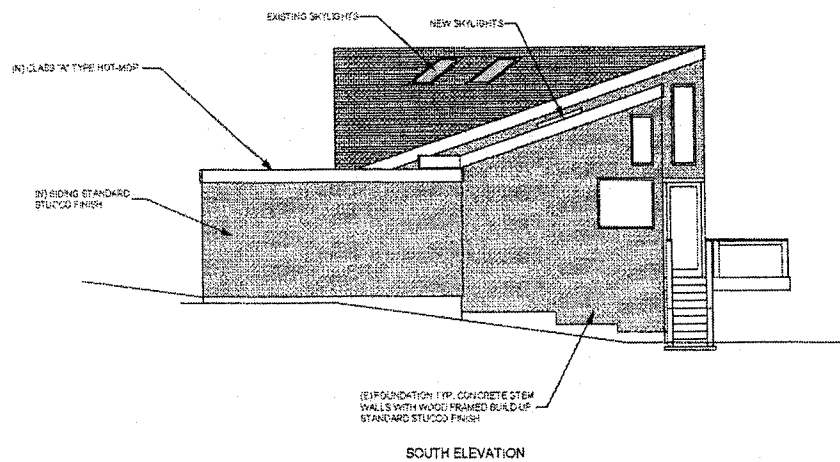 EXISTING SKYLIGHTS
NEW SKYLIGHTS
(N) CLASS "A" TYPE HOT-MOP
(N) SIDING STANDARD
STUCCO FINISH
(E) FOUNDATION TYP. CONCRETE STEM
WALLS WITH WOOD FRAMED BUILD UP
STANDARD STUCCO FINISH
SOUTH ELEVATION